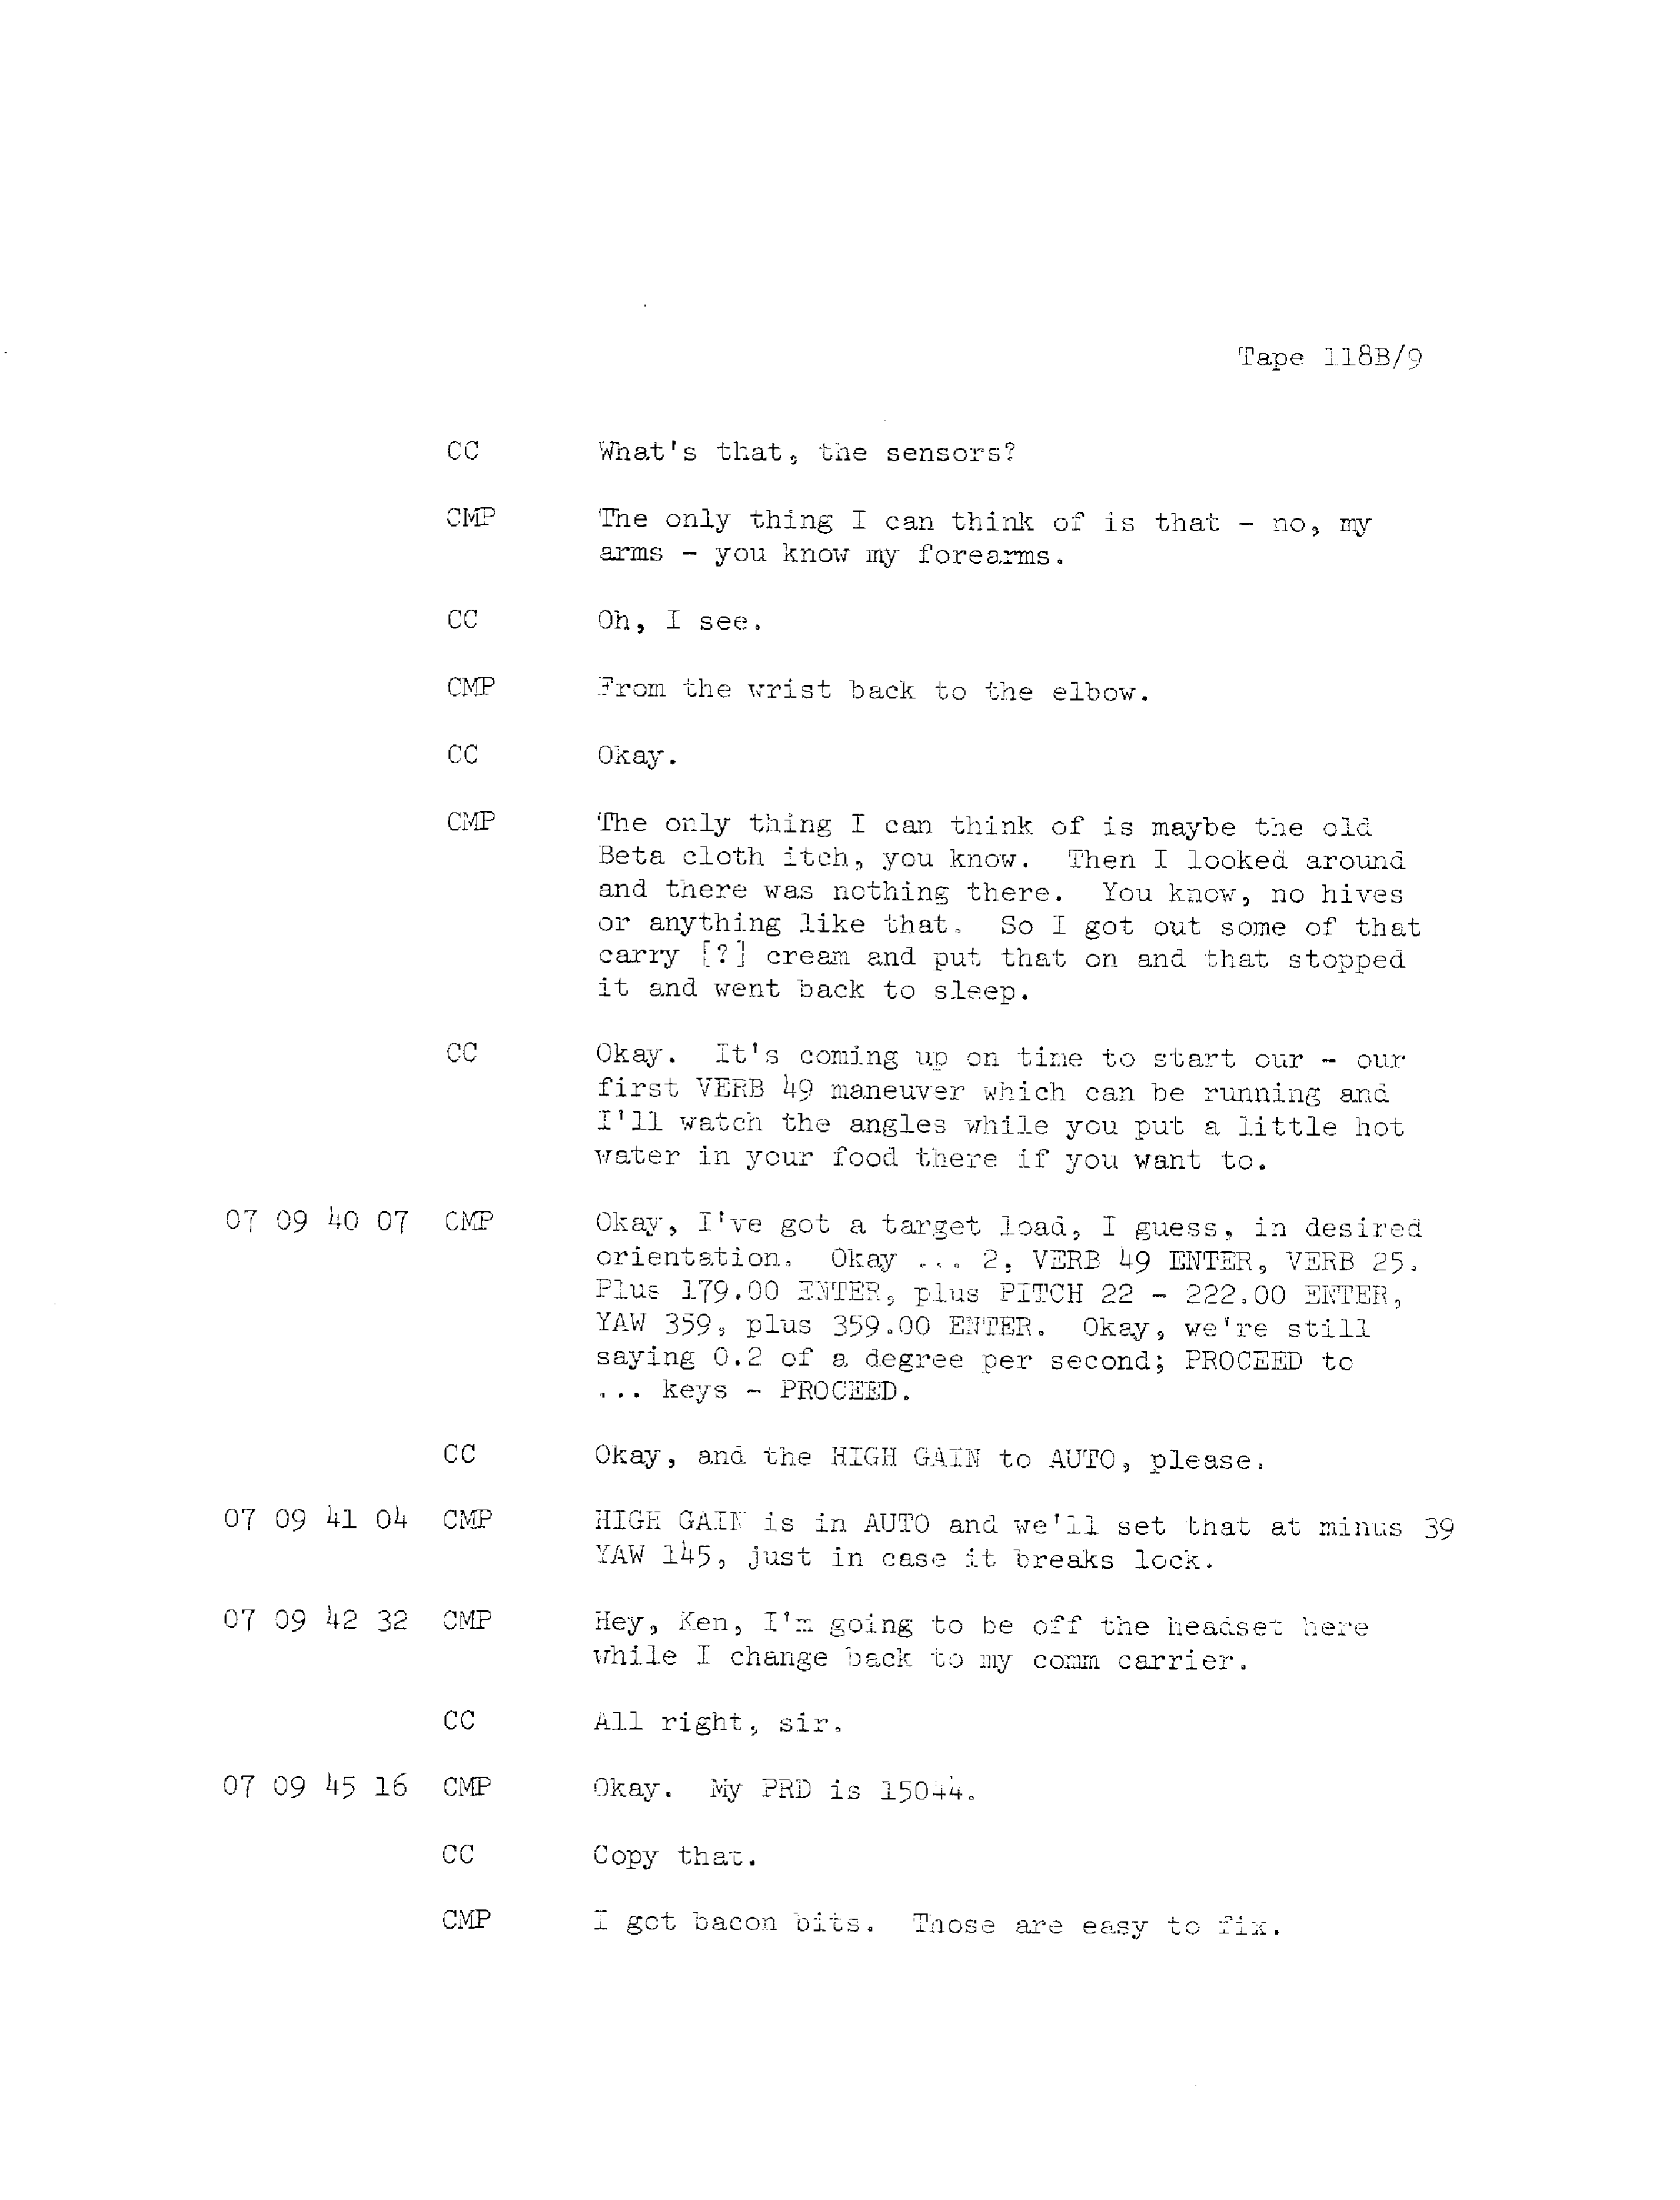 Tape 118B/9
CC What's that, the sensors?
CMP The only thing I can think of is that - no, my
arms - you know my forearms.
CC Oh, I see.
CMP From the wrist back to the elbow.
CC Okay.
CMP The only thing I can think of is maybe the old
Beta cloth itch, you know. Then I looked around
and there was nothing there. You know, no hives
or anything like that. So I got out some of that
carry [?] cream and put that on and that stopped
it and went back to sleep.
CC Okay. It's coming up on time to start our - our
first VERB 49 maneuver which can be running and
I'll watch the angles while you put a little hot
water in your food there if you want to.
07 09 40 07 CMP Okay, I've got a target load, I guess, in desired
orientation. Okay ... 2, VERB 49 ENTER, VERB 25.
Plus 179.00 ENTER, plus PITCH 22 - 222.00 ENTER,
YAW 359, plus 359.00 ENTER. Okay, we're still
saying 0.2 of a degree per second; PROCEED to
... keys - PROCEED.
CC Okay, and the HIGH GAIN to AUTO, please.
07 09 41 04 CMP HIGH GAIN is in AUTO and we'll set that at minus 39
YAW 145, just in case it breaks lock.
07 09 42 32 CMP Hey, Ken, I'm going to be off the headset here
while I change back to my comm carrier.
CC All right, sir.
07 09 45 16 CMP Okay. My PRD is 15044.
CC Copy that.
CMP I got bacon bits. Those are easy to fix.